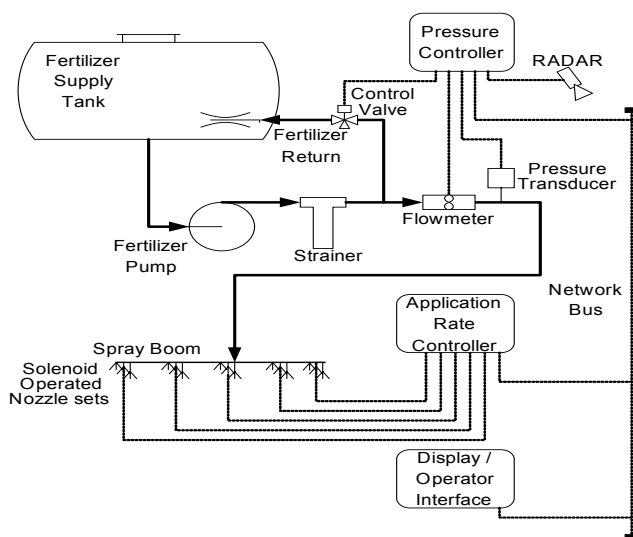 Fertilizer
Supply
Tank
Pressure
Controller
RADAR
Control
Valve
Fertilizer
Return
Pressure
Transducer
Flowmeter
Fertilizer
Pump
Strainer
Network
Bus
Application
Rate
Controller
Spray Boom
Solenoid
Operated
Nozzle sets
Display /
Operator
Interface